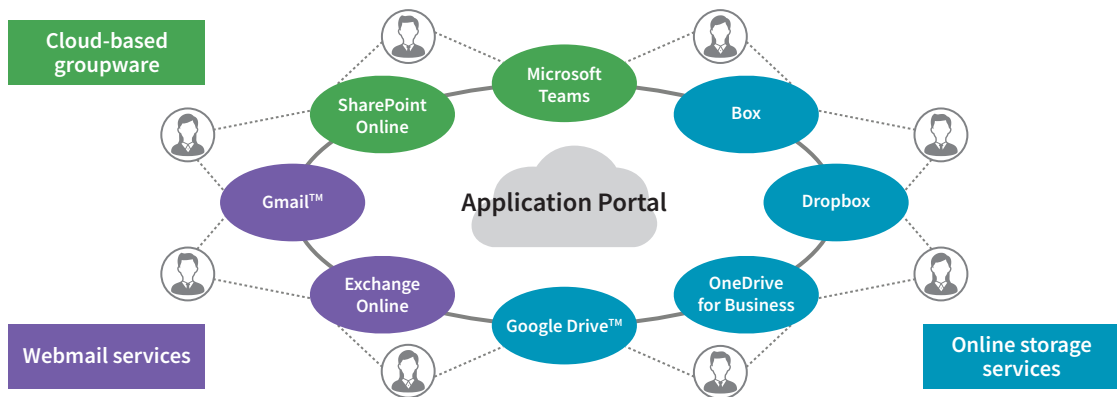 Cloud-based
groupware
Microsoft
Teams
SharePoint
Online
Box
Gmail™
Application Portal
Dropbox
Exchange
Online
OneDrive
for Business
Google Drive™
Webmail services
Online storage
services